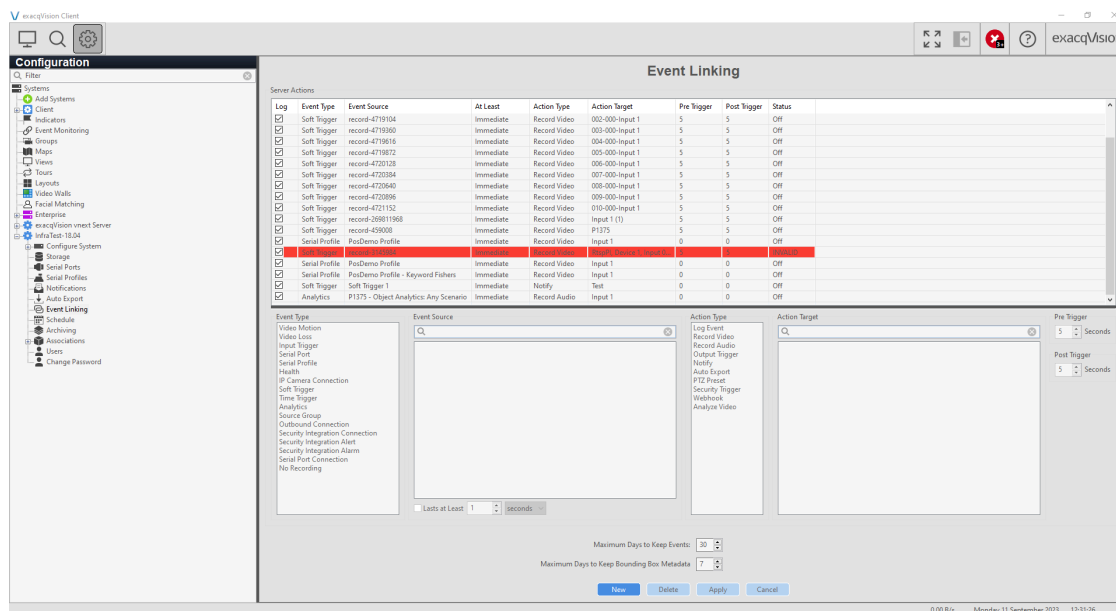 exacqVision Client
exacqVisio
Configuration
Filter
Systems
Add Systems
Client
Indicators
Event Monitoring
Groups
Maps
Views
Tours
Layouts
Video Walls
Facial Matching
Enterprise
exacqVision vnext Server
InfraTest-18.04
Configure System
Storage
Serial Ports
Serial Profiles
Notifications
Auto Export
Event Linking
Schedule
Archiving
Associations
Users
Change Password
Event Linking
Server Actions
Log Event Type Event Source At Least Action Type Action Target Pre Trigger Post Trigger Status
Soft Trigger record-4719104 Immediate Record Video 002-000-Input 1 5 5 Off
Soft Trigger record-4719360 Immediate Record Video 003-000-Input 1 5 5 Off
Soft Trigger record-4719616 Immediate Record Video 004-000-Input 1 5 5 Off
Soft Trigger record-4719872 Immediate Record Video 005-000-Input 1 5 5 Off
Soft Trigger record-4720128 Immediate Record Video 006-000-Input 1 5 5 Off
Soft Trigger record-4720384 Immediate Record Video 007-000-Input 1 5 5 Off
Soft Trigger record-4720640 Immediate Record Video 008-000-Input 1 5 5 Off
Soft Trigger record-4720896 Immediate Record Video 009-000-Input 1 5 5 Off
Soft Trigger record-4721152 Immediate Record Video 010-000-Input 1 5 5 Off
Soft Trigger record-269811968 Immediate Record Video Input 1 (1) 5 5 Off
Soft Trigger record-459008 Immediate Record Video P1375 5 5 Off
Serial Profile PosDemo Profile Immediate Record Video Input 1 0 0 Off
Soft Trigger Immediate Record Video 5 5 INVALID
Serial Profile PosDemo Profile Immediate Record Video Input 1 0 0 Off
Serial Profile PosDemo Profile - Keyword Fishers Immediate Record Video Input 1 0 0 Off
Soft Trigger Soft Trigger 1 Immediate Notify Test 0 0 Off
Analytics P1375 - Object Analytics: Any Scenario Immediate Record Audio Input 1 0 0 Off
Event Type
Video Motion
Video Loss
Input Trigger
Serial Port
Serial Profile
Health
IP Camera Connection
Soft Trigger
Time Trigger
Analytics
Source Group
Outbound Connection
Security Integration Connection
Security Integration Alert
Security Integration Alarm
Serial Port Connection
No Recording
Event Source
Lasts at Least 1 seconds
Action Type
Log Event
Record Video
Record Audio
Output Trigger
Notify
Auto Export
PTZ Preset
Security Trigger
Webhook
Analyze Video
Action Target
Pre Trigger
5 Seconds
Post Trigger
5 Seconds
Maximum Days to Keep Events: 30
Maximum Days to Keep Bounding Box Metadata 7
New Delete Apply Cancel
0.00 B/s Monday 11 September 2023 12:31:26